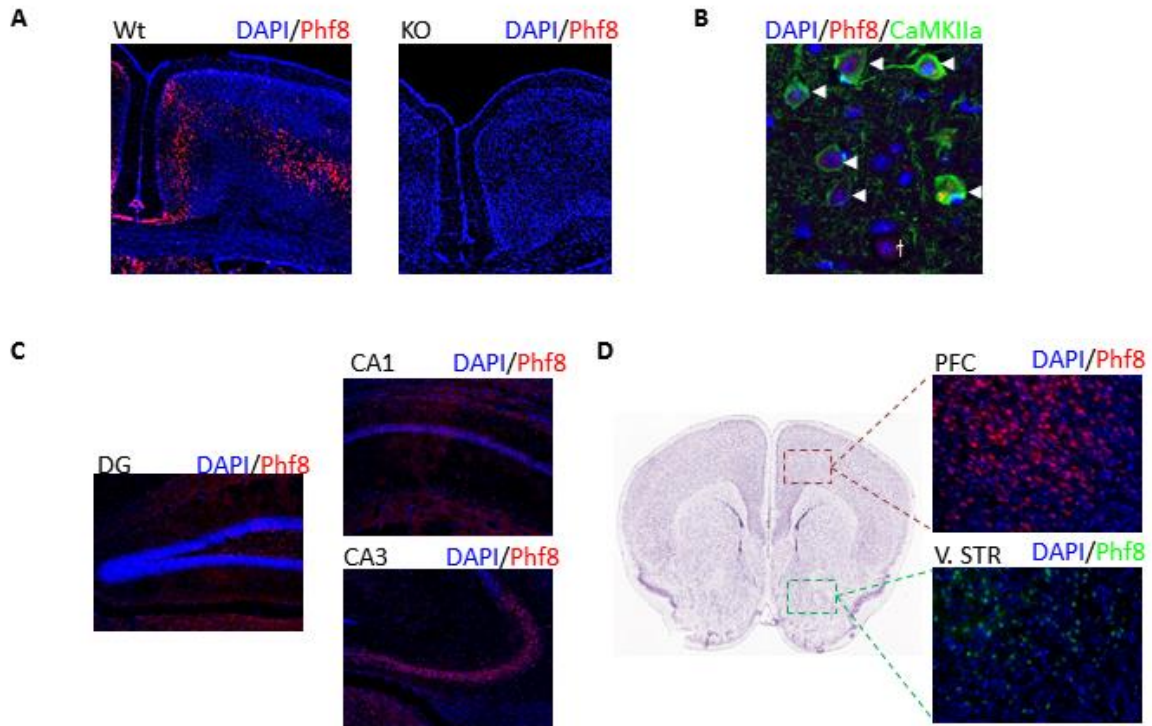 A
Wt DAPI/Phf8
KO DAPI/Phf8
B
DAPI/Phf8/CaMKIIa
†
C
CA1 DAPI/Phf8
DG DAPI/Phf8
CA3 DAPI/Phf8
D
PFC DAPI/Phf8
V. STR DAPI/Phf8